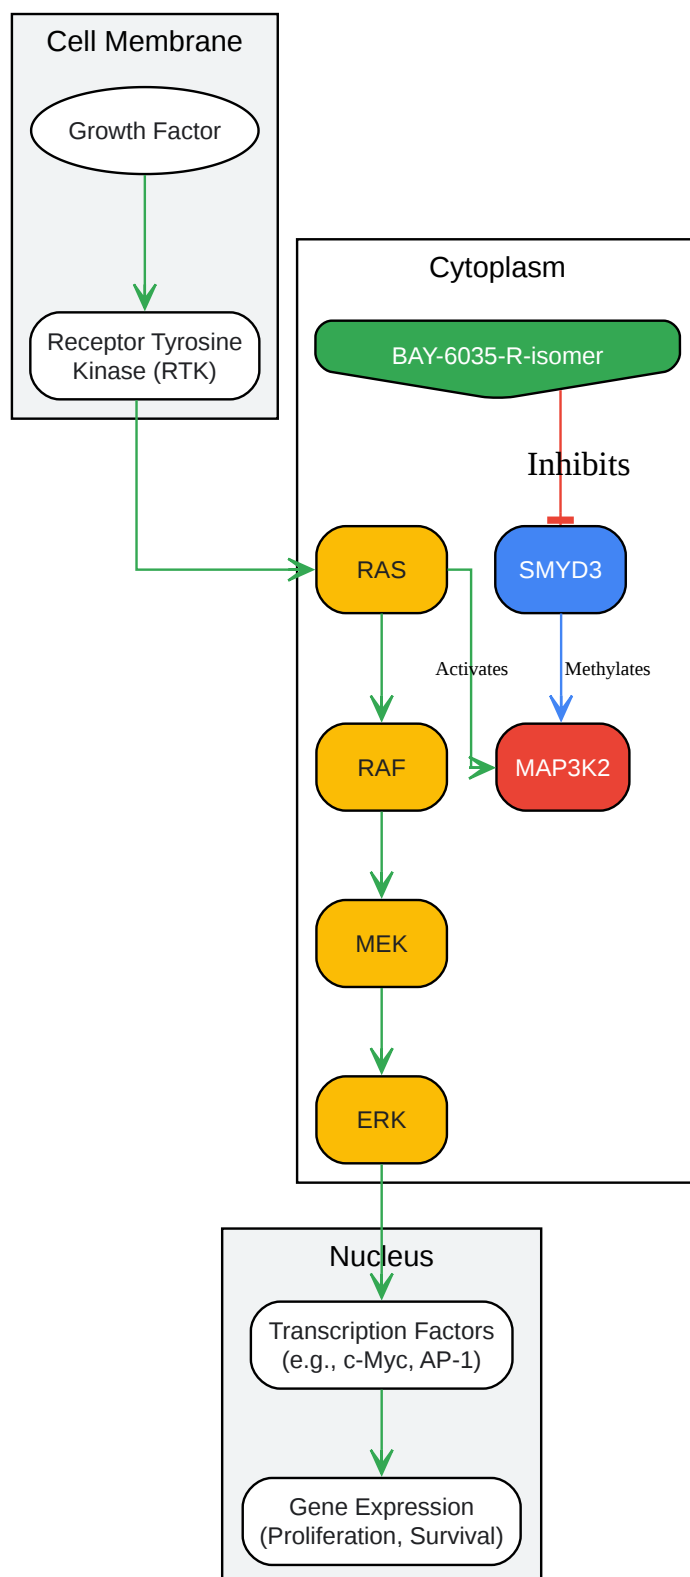 Cell Membrane
Growth Factor
Receptor Tyrosine
Kinase (RTK)
Cytoplasm
BAY-6035-R-isomer
Inhibits
RAS
SMYD3
Activates
Methylates
RAF
MAP3K2
MEK
ERK
Nucleus
Transcription Factors
(e.g., c-Myc, AP-1)
Gene Expression
(Proliferation, Survival)